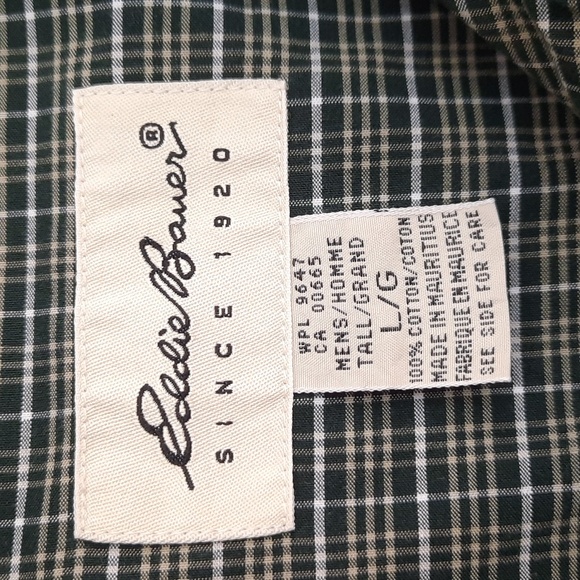 Eddie Bauer®
SINCE 1920
WPL 9647
CA 00665
MENS/HOMME
TALL/GRAND
L/G
100% COTTON/COTON
MADE IN MAURITIUS
FABRIQUE EN MAURICE
SEE SIDE FOR CARE